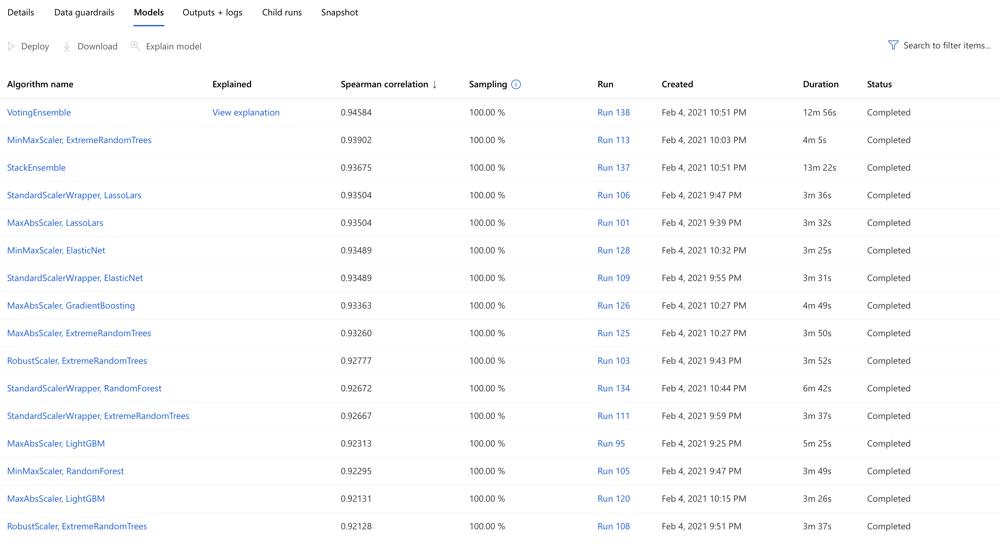 Details Data guardrails Models Outputs + logs Child runs Snapshot
Deploy Download Explain model Search to filter items...
Algorithm name Explained Spearman correlation ↓ Sampling Run Created Duration Status
VotingEnsemble View explanation 0.94584 100.00 % Run 138 Feb 4, 2021 10:51 PM 12m 56s Completed
MinMaxScaler, ExtremeRandomTrees 0.93902 100.00 % Run 113 Feb 4, 2021 10:03 PM 4m 5s Completed
StackEnsemble 0.93675 100.00 % Run 137 Feb 4, 2021 10:51 PM 13m 22s Completed
StandardScalerWrapper, LassoLars 0.93504 100.00 % Run 106 Feb 4, 2021 9:47 PM 3m 36s Completed
MaxAbsScaler, LassoLars 0.93504 100.00 % Run 101 Feb 4, 2021 9:39 PM 3m 32s Completed
MinMaxScaler, ElasticNet 0.93489 100.00 % Run 128 Feb 4, 2021 10:32 PM 3m 25s Completed
StandardScalerWrapper, ElasticNet 0.93489 100.00 % Run 109 Feb 4, 2021 9:55 PM 3m 31s Completed
MaxAbsScaler, GradientBoosting 0.93363 100.00 % Run 126 Feb 4, 2021 10:27 PM 4m 49s Completed
MaxAbsScaler, ExtremeRandomTrees 0.93260 100.00 % Run 125 Feb 4, 2021 10:27 PM 3m 50s Completed
RobustScaler, ExtremeRandomTrees 0.92777 100.00 % Run 103 Feb 4, 2021 9:43 PM 3m 52s Completed
StandardScalerWrapper, RandomForest 0.92672 100.00 % Run 134 Feb 4, 2021 10:44 PM 6m 42s Completed
StandardScalerWrapper, ExtremeRandomTrees 0.92667 100.00 % Run 111 Feb 4, 2021 9:59 PM 3m 37s Completed
MaxAbsScaler, LightGBM 0.92313 100.00 % Run 95 Feb 4, 2021 9:25 PM 5m 25s Completed
MinMaxScaler, RandomForest 0.92295 100.00 % Run 105 Feb 4, 2021 9:47 PM 3m 49s Completed
MaxAbsScaler, LightGBM 0.92131 100.00 % Run 120 Feb 4, 2021 10:15 PM 3m 26s Completed
RobustScaler, ExtremeRandomTrees 0.92128 100.00 % Run 108 Feb 4, 2021 9:51 PM 3m 37s Completed